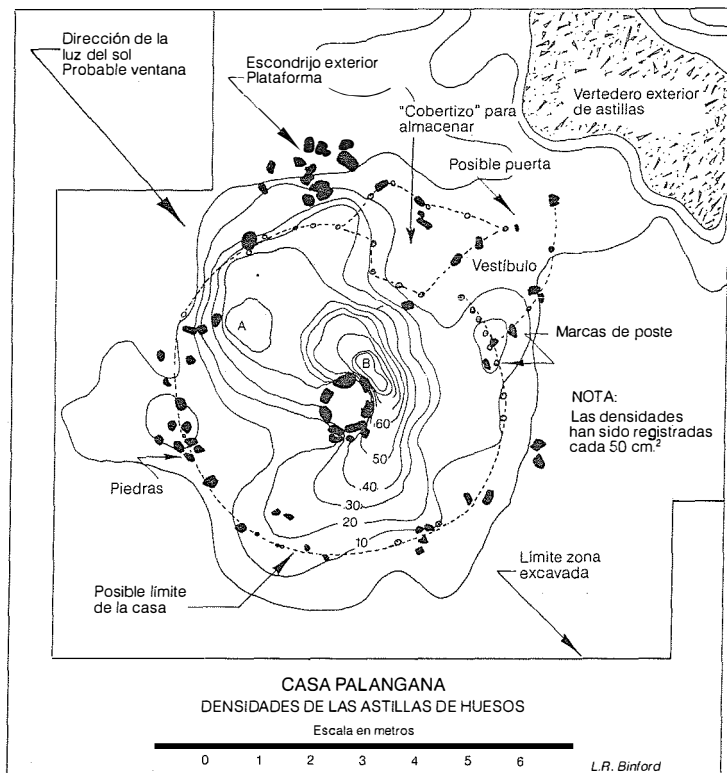 Dirección de la
luz del sol
Probable ventana
Escondrijo exterior
Plataforma
"Cobertizo" para
almacenar
Vertedero exterior
de astillas
Posible puerta
Vestíbulo
A
B
Marcas de poste
NOTA:
Las densidades
han sido registradas
cada 50 cm.²
60
50
40
30
20
10
Piedras
Posible límite
de la casa
Límite zona
excavada
CASA PALANGANA
DENSIDADES DE LAS ASTILLAS DE HUESOS
Escala en metros
0 1 2 3 4 5 6
L.R. Binford